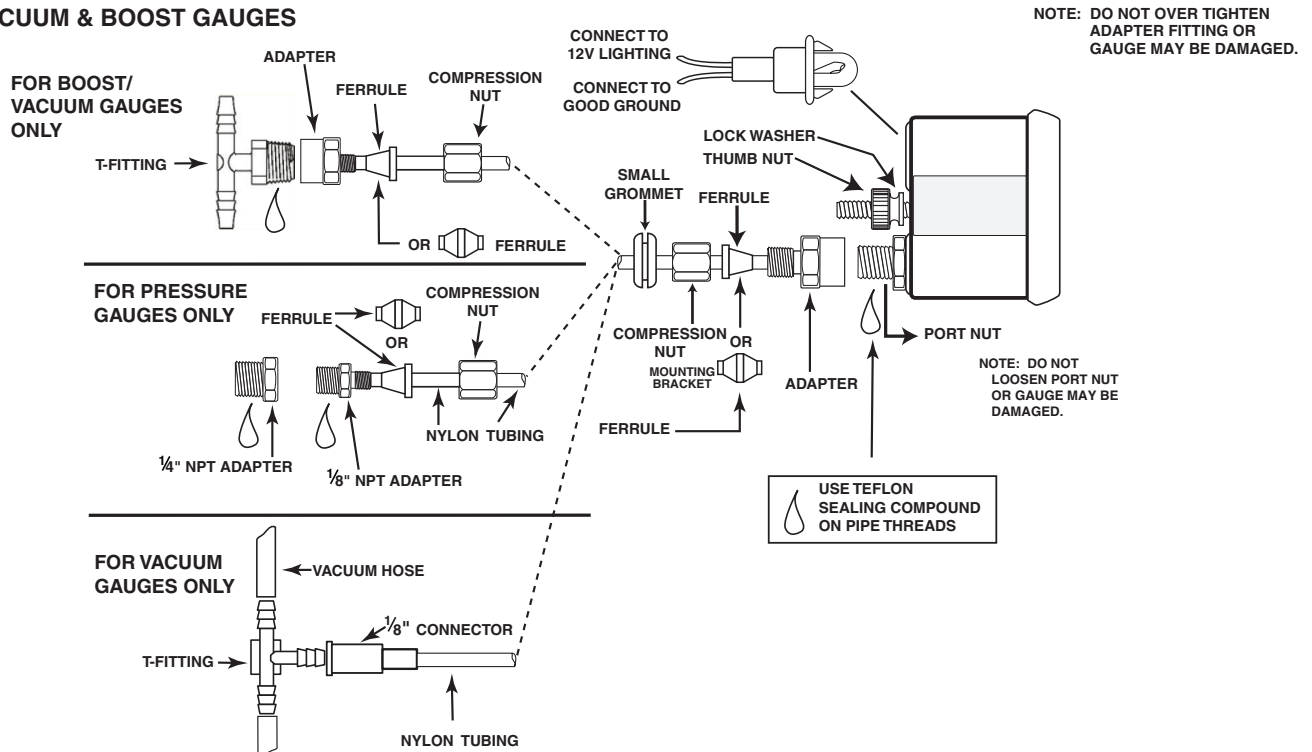 CUUM & BOOST GAUGES
NOTE: DO NOT OVER TIGHTEN
ADAPTER FITTING OR
GAUGE MAY BE DAMAGED.
CONNECT TO
12V LIGHTING
CONNECT TO
GOOD GROUND
FOR BOOST/
VACUUM GAUGES
ONLY
ADAPTER
FERRULE
COMPRESSION
NUT
T-FITTING
OR
FERRULE
LOCK WASHER
THUMB NUT
SMALL
GROMMET
FERRULE
COMPRESSION
NUT
OR
MOUNTING
BRACKET
FERRULE
ADAPTER
PORT NUT
NOTE: DO NOT
LOOSEN PORT NUT
OR GAUGE MAY BE
DAMAGED.
FOR PRESSURE
GAUGES ONLY
FERRULE
OR
COMPRESSION
NUT
NYLON TUBING
1/4" NPT ADAPTER
1/8" NPT ADAPTER
USE TEFLON
SEALING COMPOUND
ON PIPE THREADS
FOR VACUUM
GAUGES ONLY
VACUUM HOSE
1/8" CONNECTOR
T-FITTING
NYLON TUBING